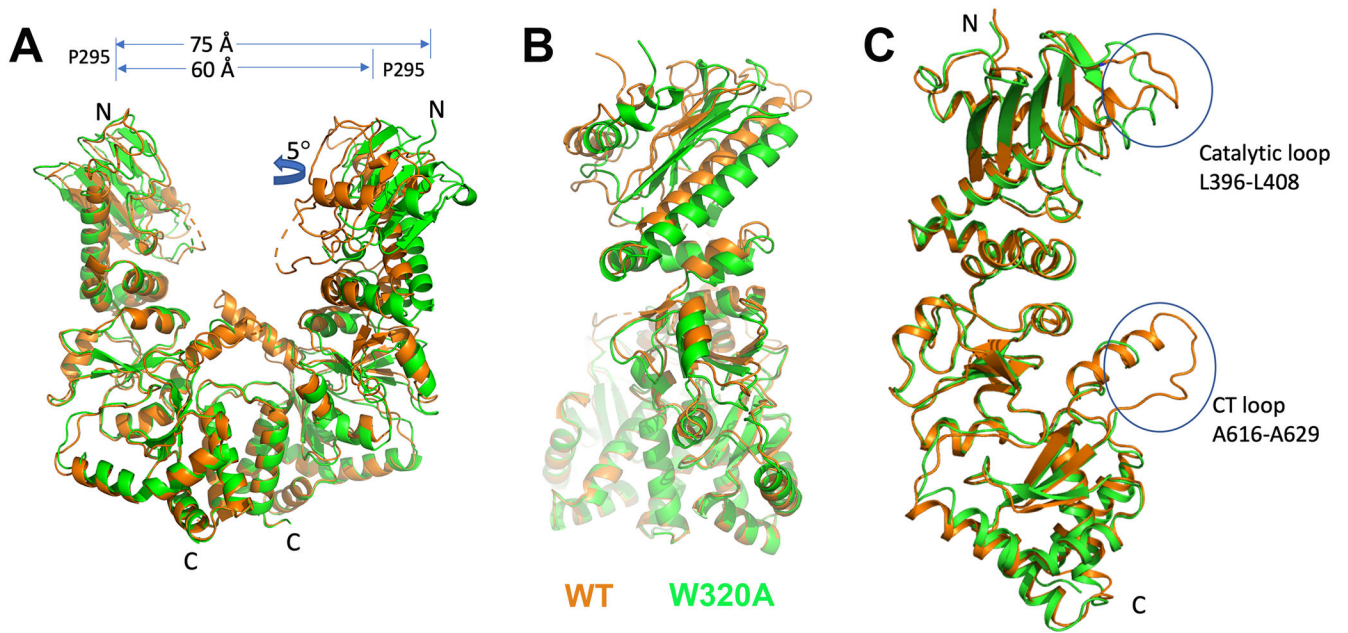 A
75 Å
P295
60 Å
P295
N
N
5°
C
C
B
WT
W320A
C
N
Catalytic loop
L396-L408
CT loop
A616-A629
C